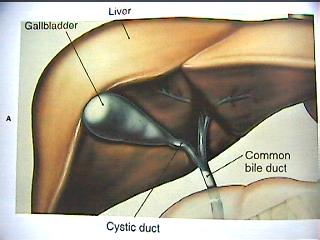 Liver
Gallbladder
A
Common
bile duct
Cystic duct